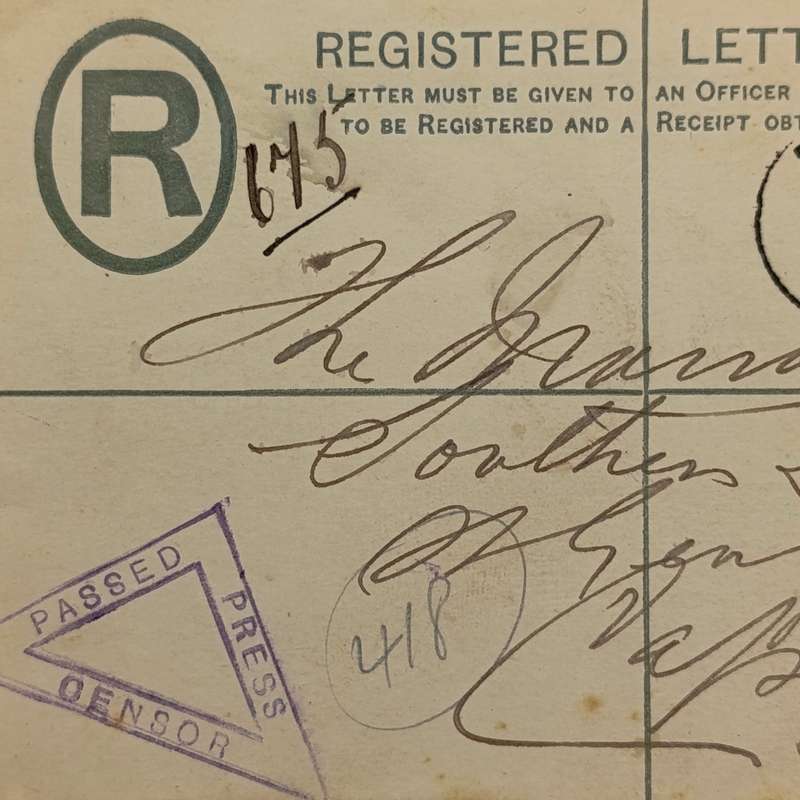 R
REGISTERED LETT
THIS LETTER MUST BE GIVEN TO AN OFFICER
TO BE REGISTERED AND A RECEIPT OBT
675
The
Southern
418
PASSED
PRESS
CENSOR